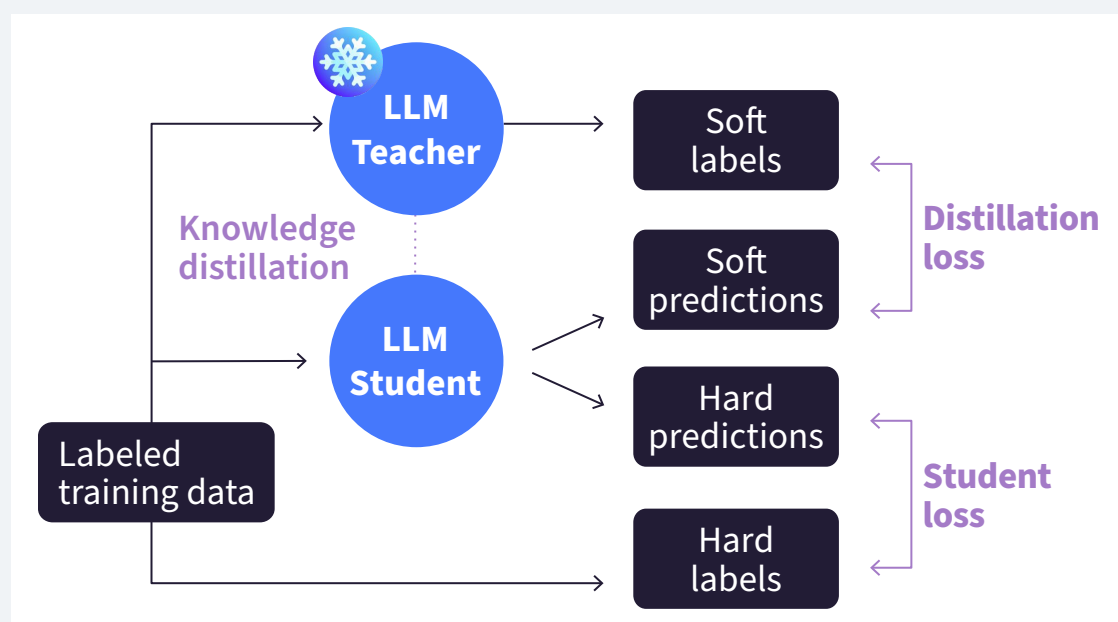 LLM
Teacher
Soft
labels
Knowledge
distillation
Distillation
loss
Soft
predictions
LLM
Student
Hard
predictions
Labeled
training data
Student
loss
Hard
labels